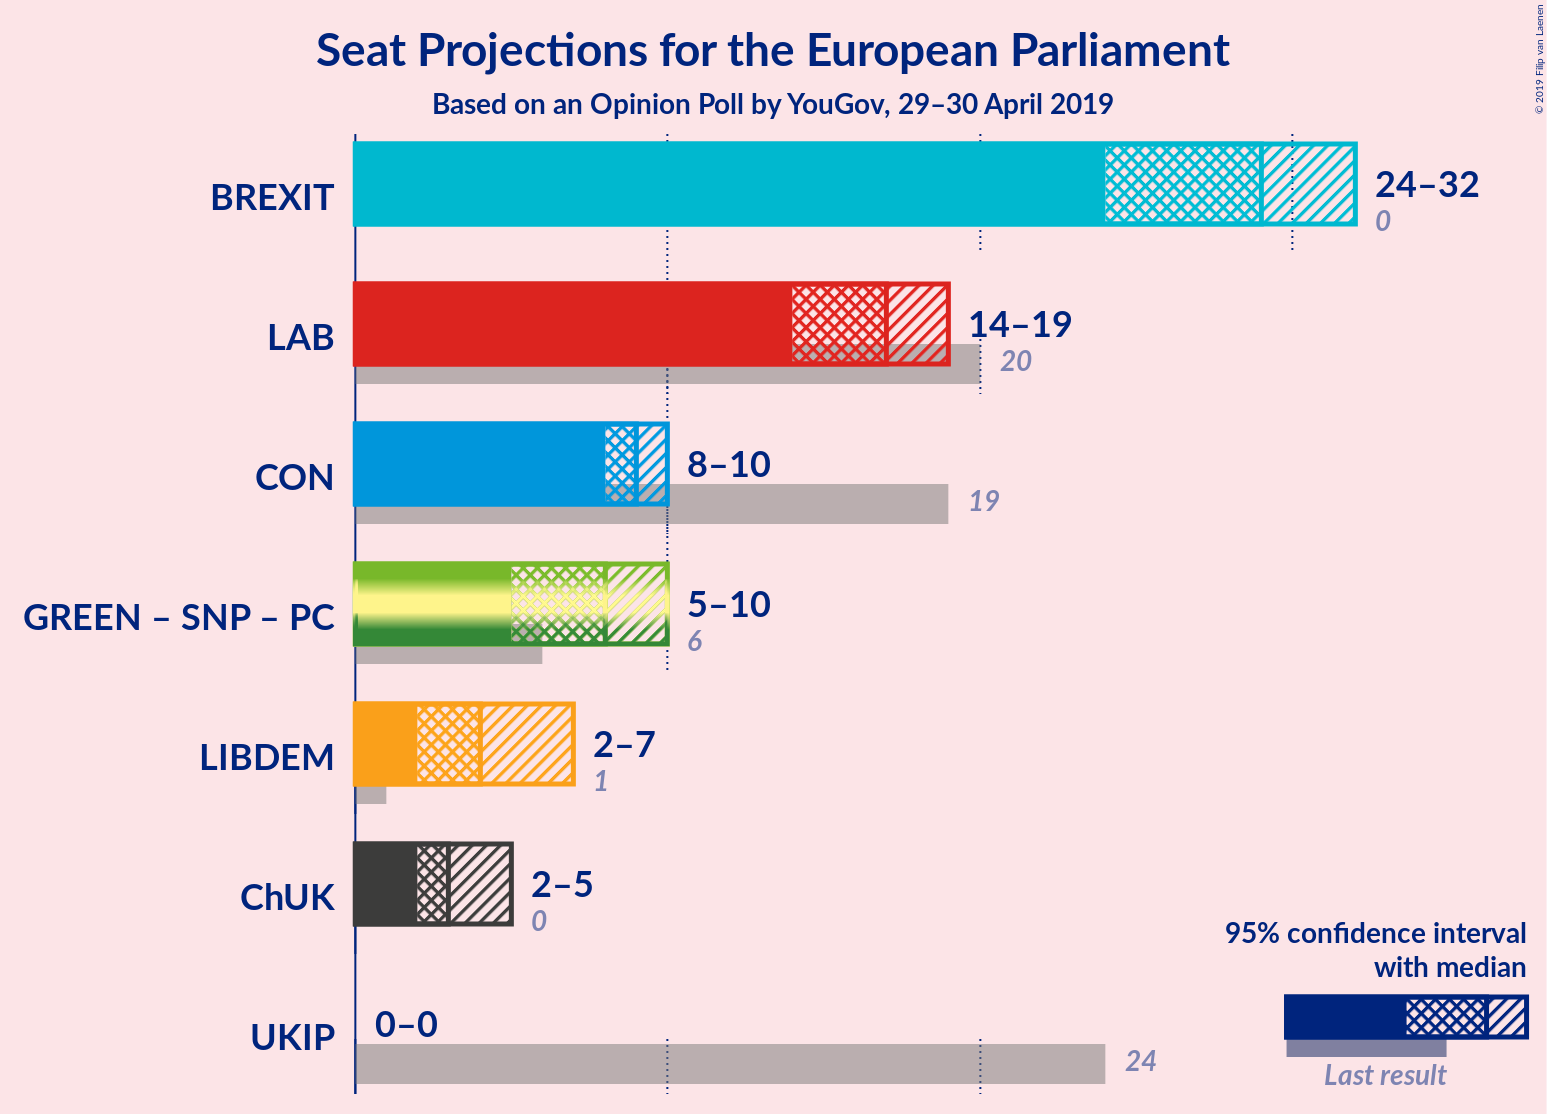 Seat Projections for the European Parliament
Based on an Opinion Poll by YouGov, 29–30 April 2019
© 2019 Filip van Laenen
BREXIT
24–32
0
LAB
14–19
20
CON
8–10
19
GREEN – SNP – PC
5–10
6
LIBDEM
2–7
1
ChUK
2–5
0
UKIP
0–0
24
95% confidence interval
with median
Last result